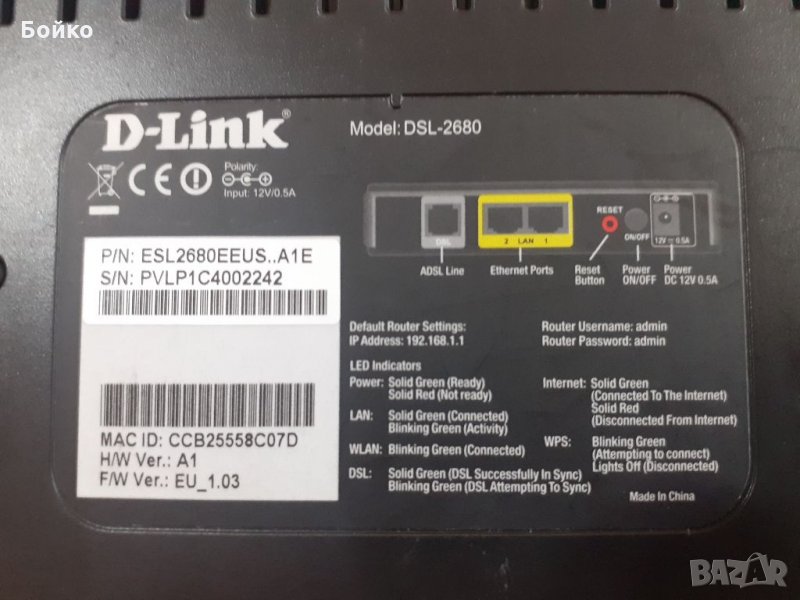 Бойко
D-Link®
Model: DSL-2680
Polarity:
Input: 12V/0.5A
RESET
DSL
2 LAN 1
ON/OFF
12V 0.5A
ADSL Line
Ethernet Ports
Reset
Button
Power
ON/OFF
Power
DC 12V 0.5A
P/N: ESL2680EEUS..A1E
S/N: PVLP1C4002242
MAC ID: CCB25558C07D
H/W Ver.: A1
F/W Ver.: EU_1.03
Default Router Settings:
IP Address: 192.168.1.1
Router Username: admin
Router Password: admin
LED Indicators
Power: Solid Green (Ready)
Solid Red (Not ready)
LAN: Solid Green (Connected)
Blinking Green (Activity)
WLAN: Blinking Green (Connected)
DSL: Solid Green (DSL Successfully In Sync)
Blinking Green (DSL Attempting To Sync)
Internet: Solid Green
(Connected To The Internet)
Solid Red
(Disconnected From Internet)
WPS: Blinking Green
(Attempting to connect)
Lights Off (Disconnected)
Made In China
BAZAR